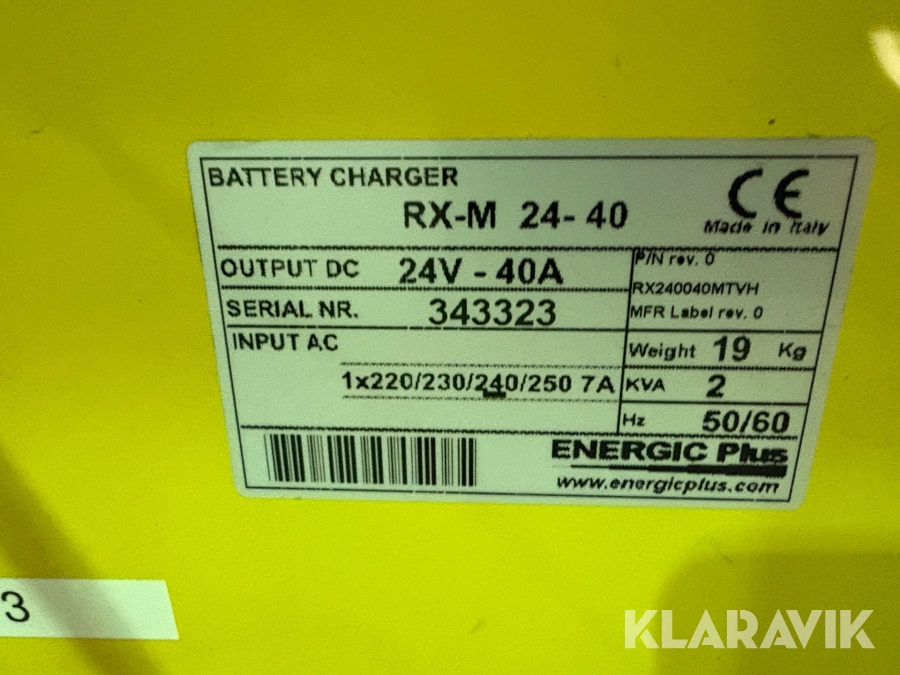 BATTERY CHARGER
RX-M 24-40
CE
Made in Italy
OUTPUT DC 24V - 40A
P/N rev. 0
RX240040MTVH
SERIAL NR. 343323
MFR Label rev. 0
INPUT AC
1x220/230/240/250 7A
Weight 19 Kg
KVA 2
Hz 50/60
ENERGIC Plus
www.energicplus.com
3
KLARAVIK